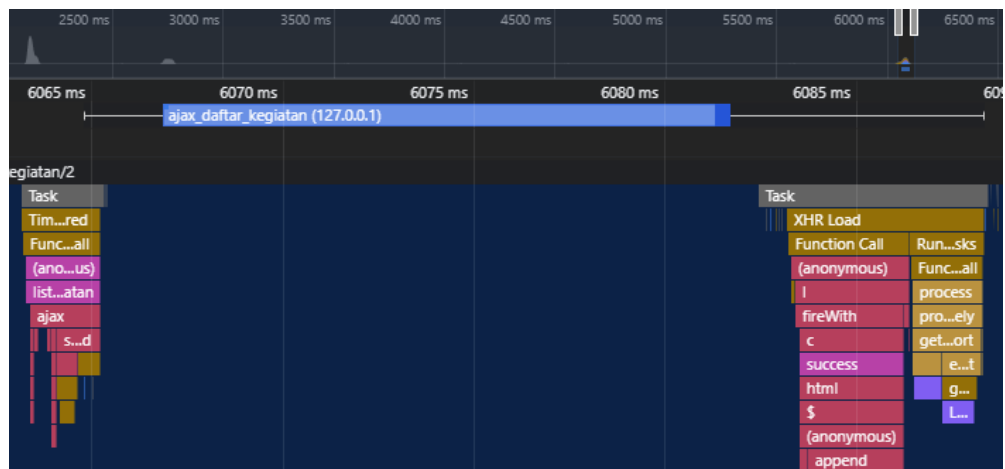 2500 ms 3000 ms 3500 ms 4000 ms 4500 ms 5000 ms 5500 ms 6000 ms 6500 ms
6065 ms 6070 ms 6075 ms 6080 ms 6085 ms 609
ajax_daftar_kegiatan (127.0.0.1)
egiatan/2
Task Task
Tim...red XHR Load
Func...all Function Call Run...sks
(ano...us) (anonymous) Func...all
list...atan l process
ajax fireWith pro...ely
s...d c get...ort
success e...t
html g...
$ L...
(anonymous)
append